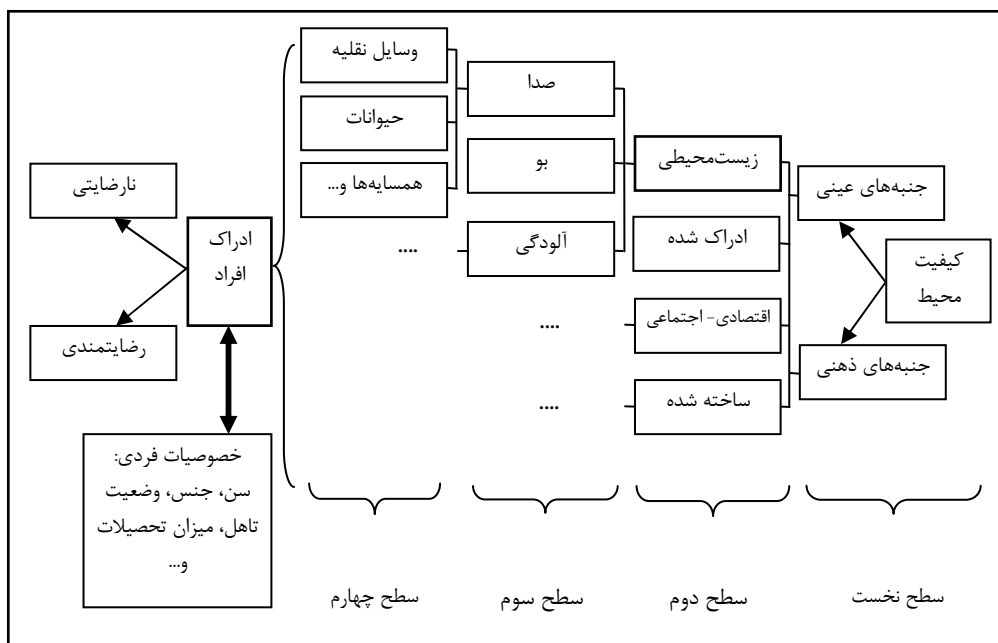 کیفیت
محیط
جنبه‌های عینی
جنبه‌های ذهنی
زیست‌محیطی
ادراک شده
اقتصادی- اجتماعی
ساخته شده
صدا
بو
آلودگی
....
....
وسایل نقلیه
حیوانات
همسایه‌ها و...
....
ادراک
افراد
نارضایتی
رضایتمندی
خصوصیات فردی:
سن، جنس، وضعیت
تاهل، میزان تحصیلات
و...
سطح نخست
سطح دوم
سطح سوم
سطح چهارم